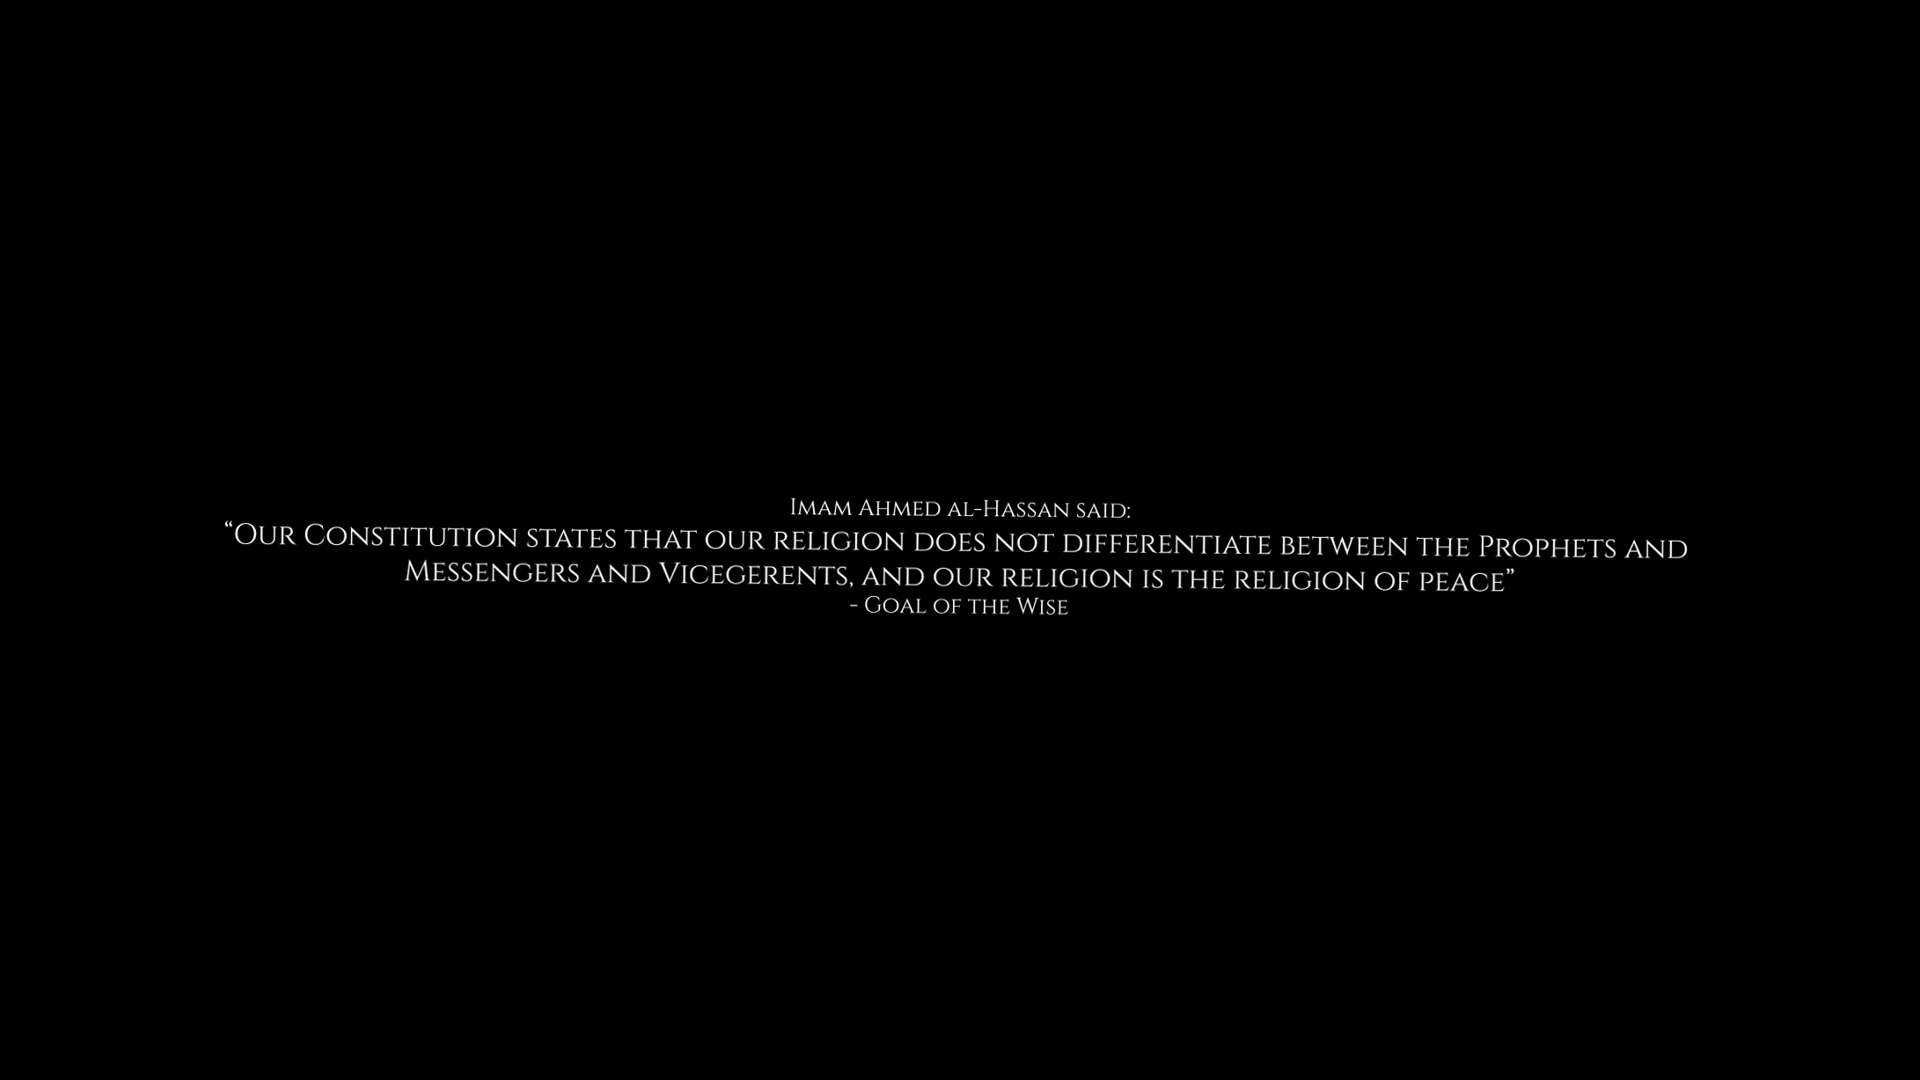 Imam Ahmed al-Hassan said:
“Our Constitution states that our religion does not differentiate between the Prophets and
Messengers and Vicegerents, and our religion is the religion of peace”
- Goal of the Wise